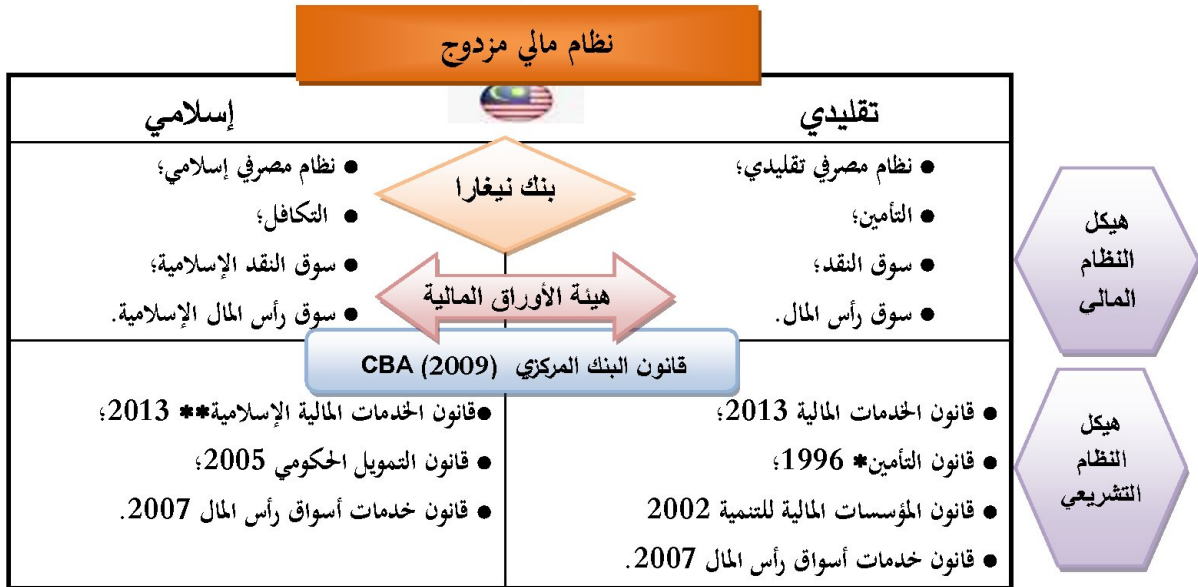 نظام مالي مزدوج
تقليدي
إسلامي
● نظام مصرفي تقليدي؛
● التأمين؛
● سوق النقد؛
● سوق رأس المال.
بنك نيغارا
هيئة الأوراق المالية
● نظام مصرفي إسلامي؛
● التكافل؛
● سوق النقد الإسلامية؛
● سوق رأس المال الإسلامية.
هيكل
النظام
المالي
قانون البنك المركزي CBA (2009)
● قانون الخدمات المالية 2013؛
● قانون التأمين* 1996؛
● قانون المؤسسات المالية للتنمية 2002
● قانون خدمات أسواق رأس المال 2007.
●قانون الخدمات المالية الإسلامية** 2013؛
● قانون التمويل الحكومي 2005؛
● قانون خدمات أسواق رأس المال 2007.
هيكل
النظام
التشريعي